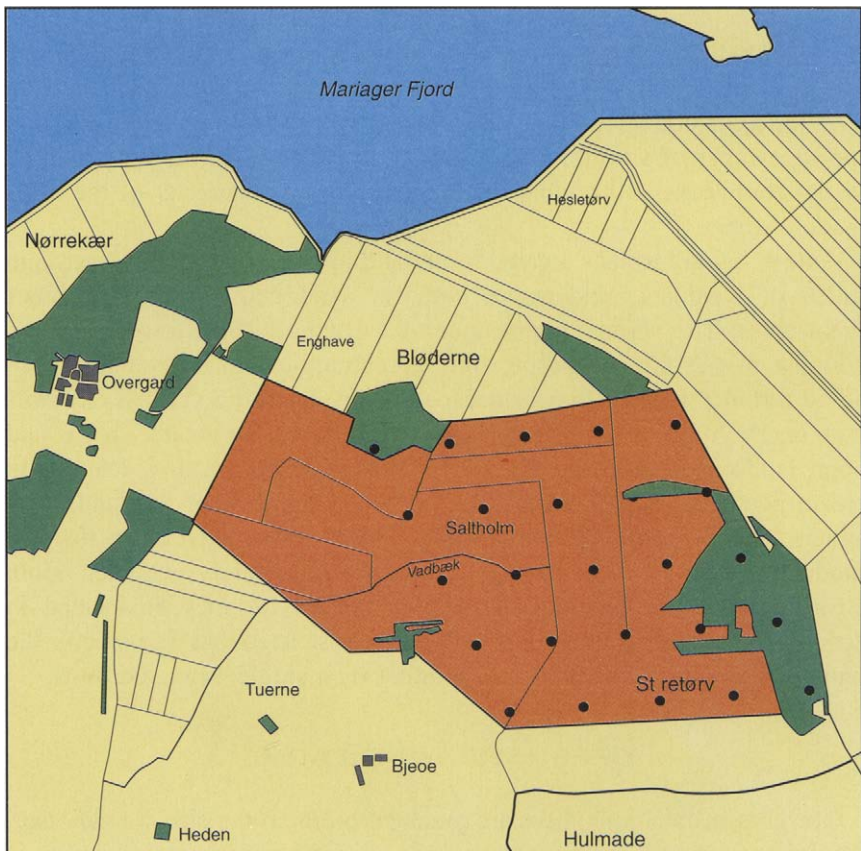 Mariager Fjord
Hesletørv
Nørrekær
Enghave
Bløderne
Overgard
Saltholm
Vadbæk
St retørv
Tuerne
Bjeoe
Heden
Hulmade